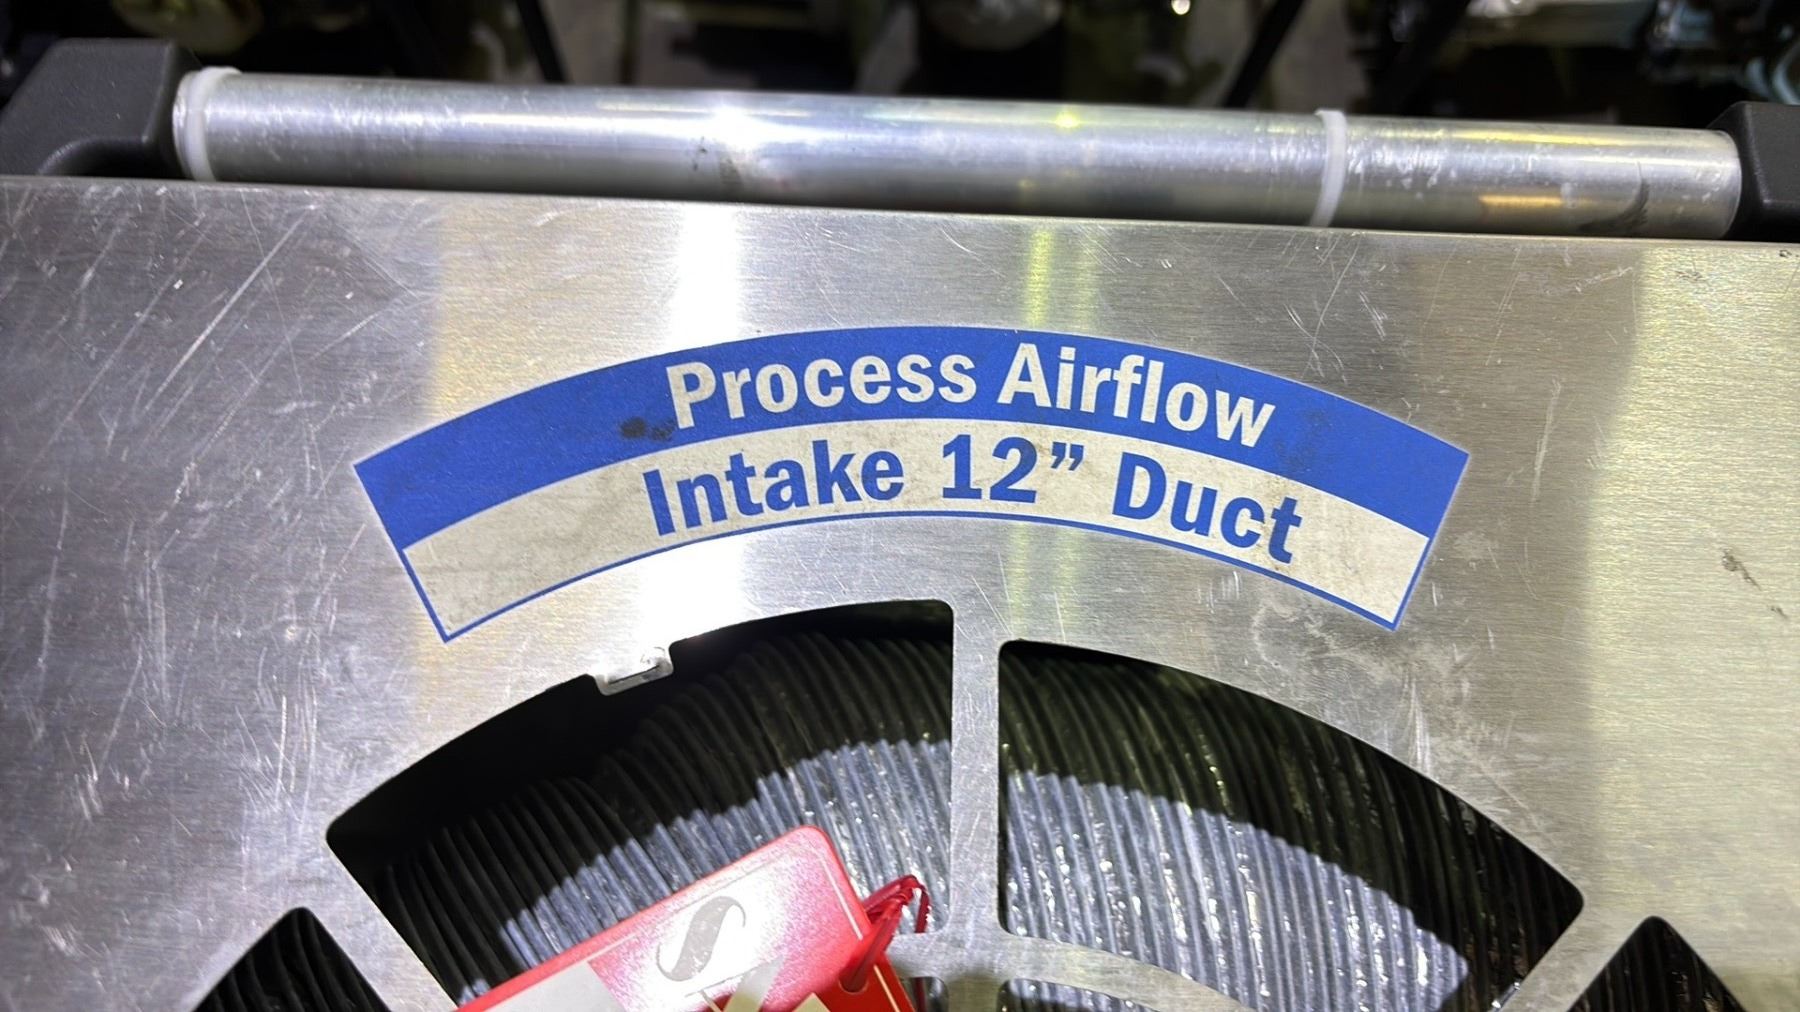 Process Airflow
Intake 12” Duct
S